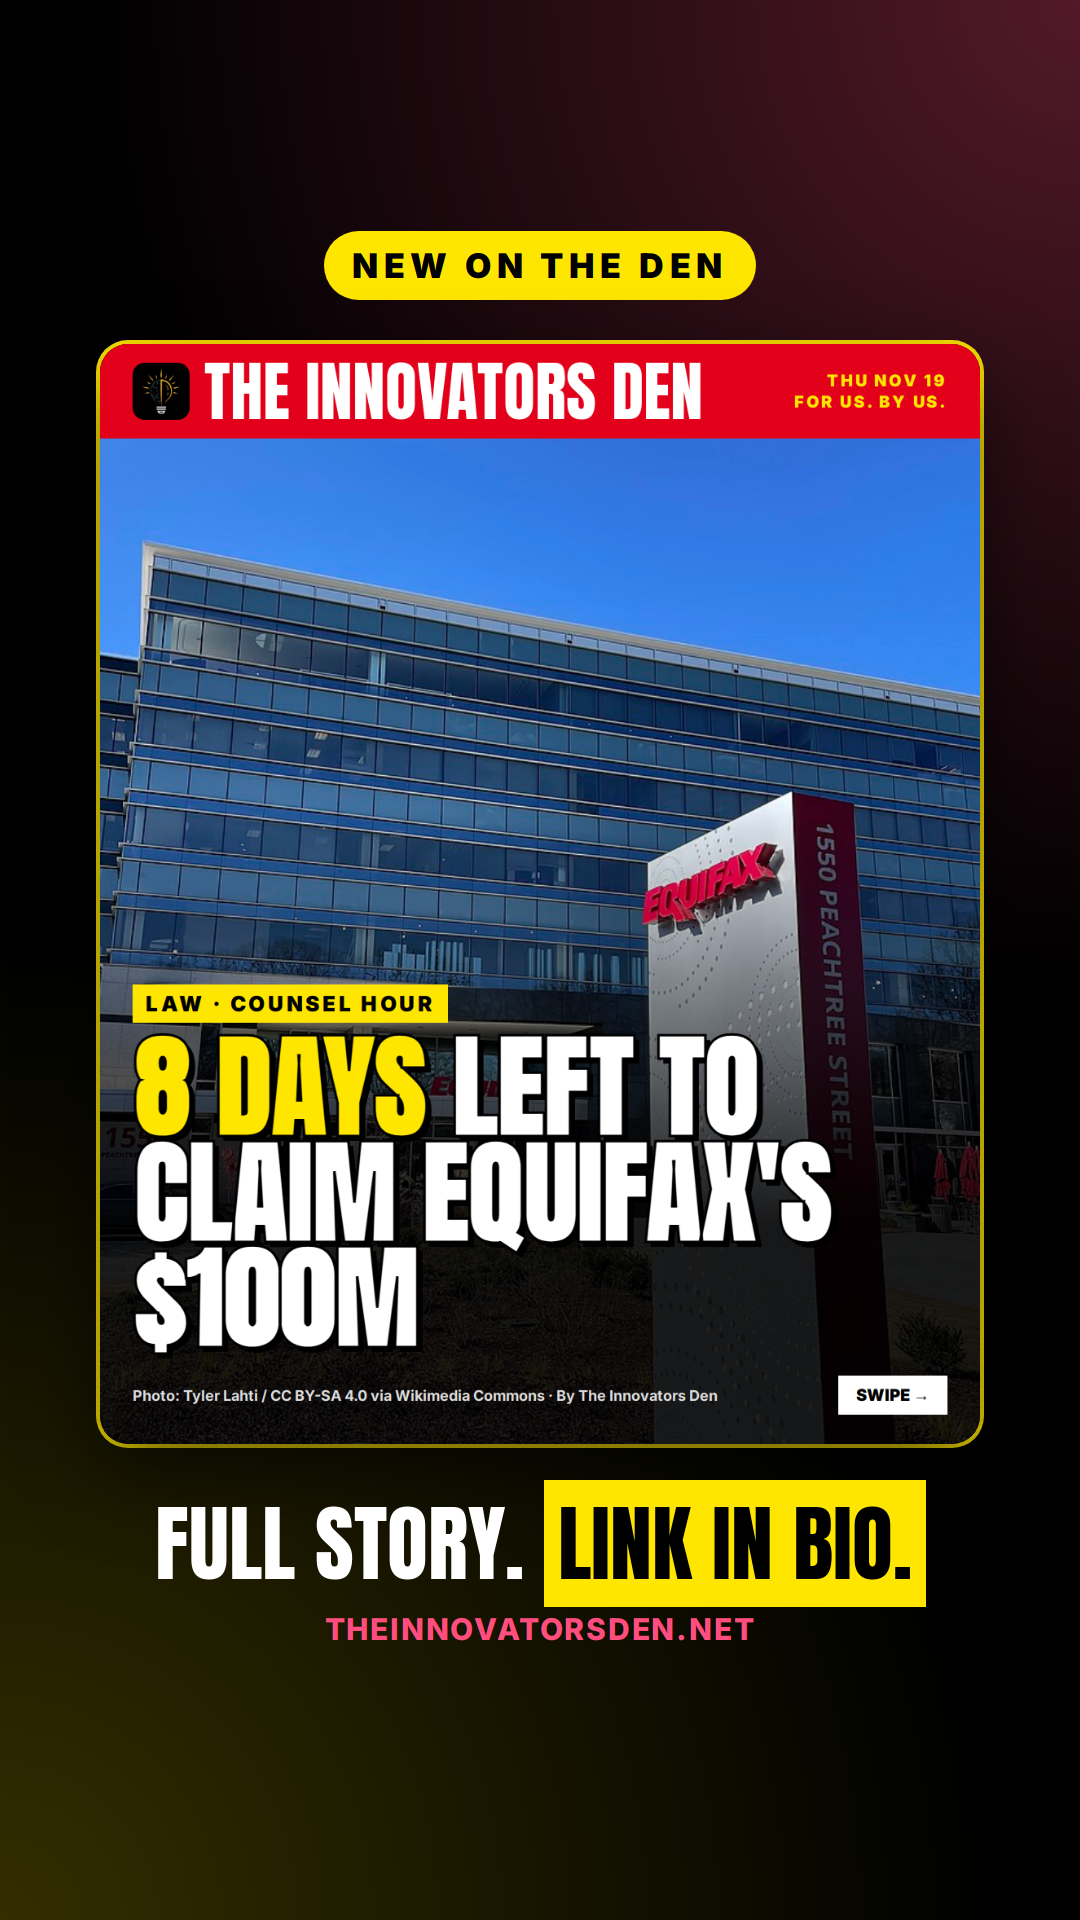 NEW ON THE DEN
THE INNOVATORS DEN
THU NOV 19
FOR US. BY US.
EQUIFAX
1550 PEACHTREE STREET
LAW · COUNSEL HOUR
8 DAYS LEFT TO
CLAIM EQUIFAX'S
$100M
Photo: Tyler Lahti / CC BY-SA 4.0 via Wikimedia Commons · By The Innovators Den
SWIPE →
FULL STORY. LINK IN BIO.
THEINNOVATORSDEN.NET